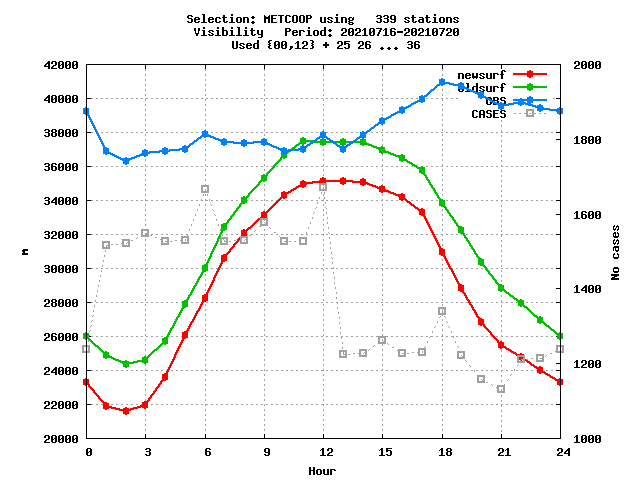 Selection: METCOOP using   339 stations
Visibility   Period: 20210716-20210720
Used {00,12} + 25 26 ... 36
42000
40000
38000
36000
34000
32000
30000
28000
26000
24000
22000
20000
m
newsurf
oldsurf
OBS
CASES
2000
1800
1600
1400
1200
1000
No cases
0 3 6 9 12 15 18 21 24
Hour